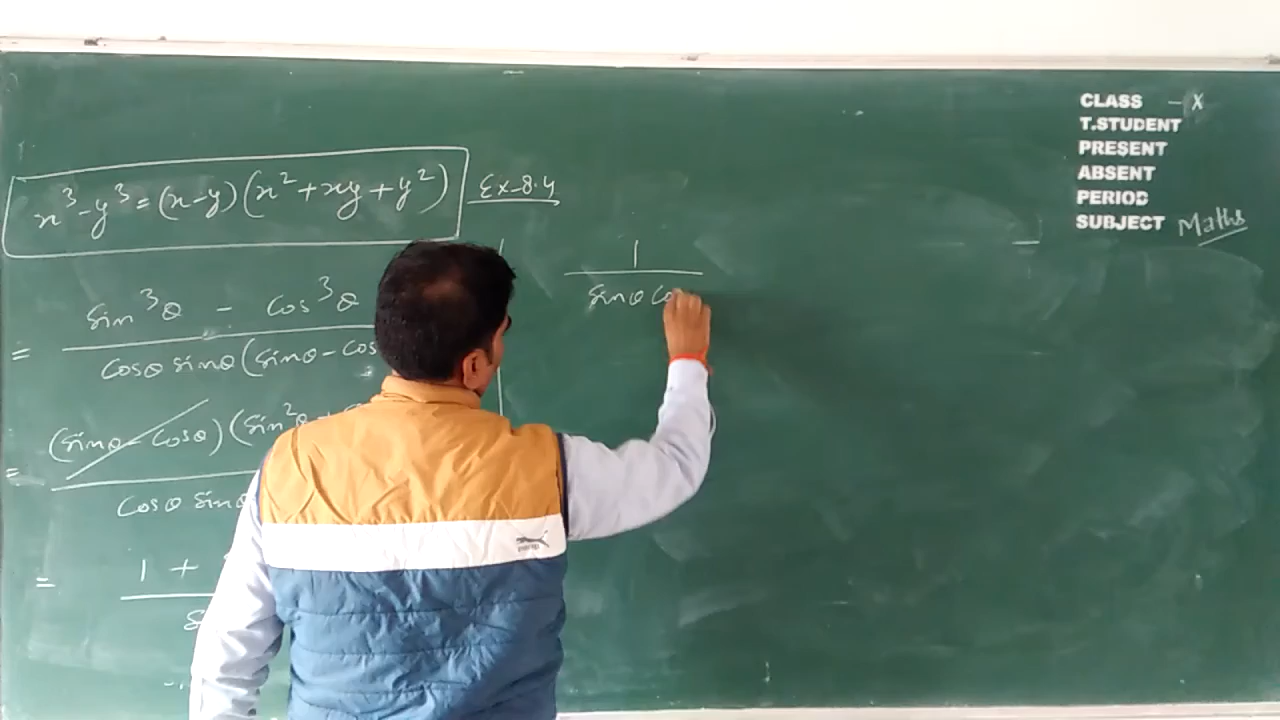 x³-y³=(x-y)(x²+xy+y²) Ex-8.4
sin³θ - cos³θ
=
cosθ sinθ(sinθ-cos
(sinθ-cosθ)(sin²θ+
=
cosθ sinθ
= 1+
s
1
sinθ co
CLASS - X
T.STUDENT
PRESENT
ABSENT
PERIOD
SUBJECT Maths